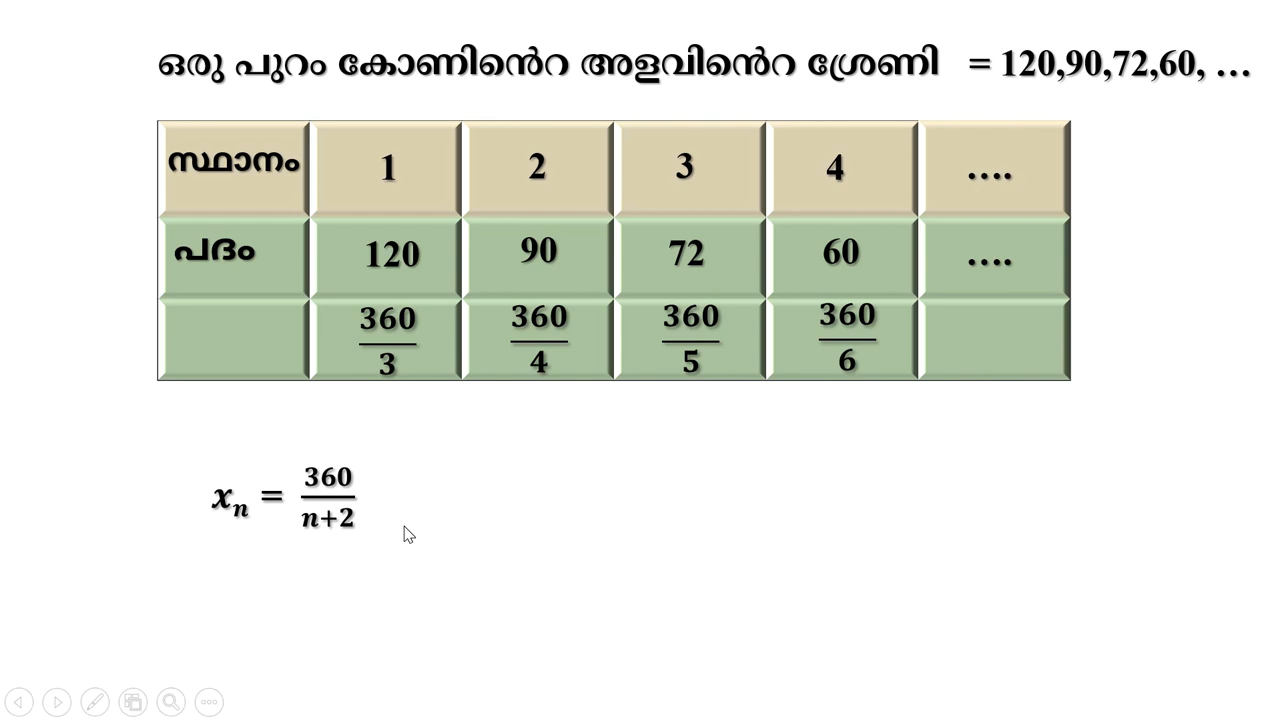 ഒരു പുറം കോണിൻെറ അളവിൻെറ ശ്രേണി = 120,90,72,60, …
സ്ഥാനം 1 2 3 4 ….
പദം 120 90 72 60 ….
360/3 360/4 360/5 360/6
xₙ = 360/(n+2)